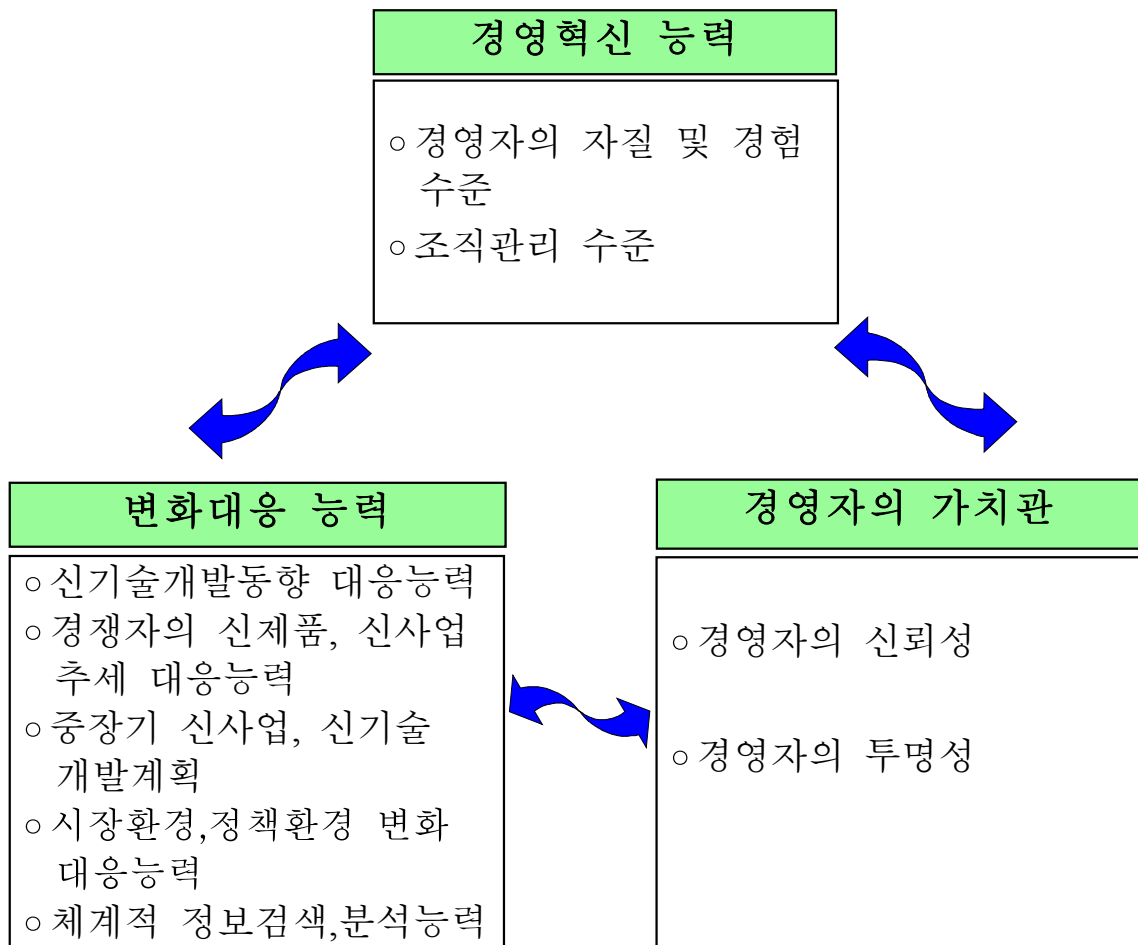 경영혁신 능력
○경영자의 자질 및 경험
수준
○조직관리 수준
변화대응 능력
○신기술개발동향 대응능력
○경쟁자의 신제품, 신사업
추세 대응능력
○중장기 신사업, 신기술
개발계획
○시장환경,정책환경 변화
대응능력
○체계적 정보검색,분석능력
경영자의 가치관
○경영자의 신뢰성
○경영자의 투명성